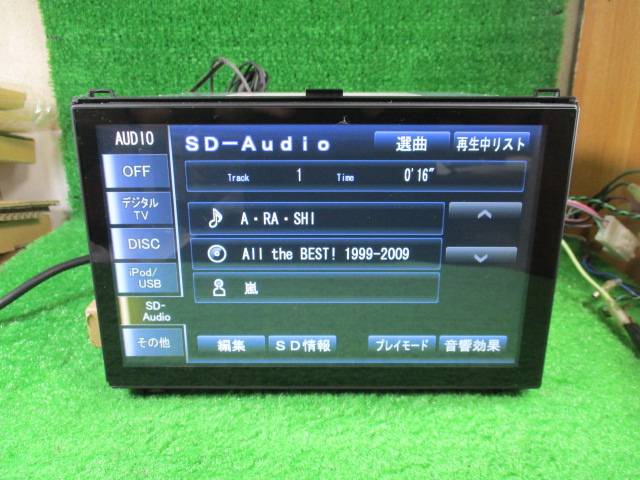 AUDIO
SD-Audio
選曲
再生中リスト
OFF
Track 1 Time 0'16"
デジタル
TV
A・RA・SHI
DISC
All the BEST! 1999-2009
iPod/
USB
嵐
SD-
Audio
その他
編集
SD情報
プレイモード
音響効果